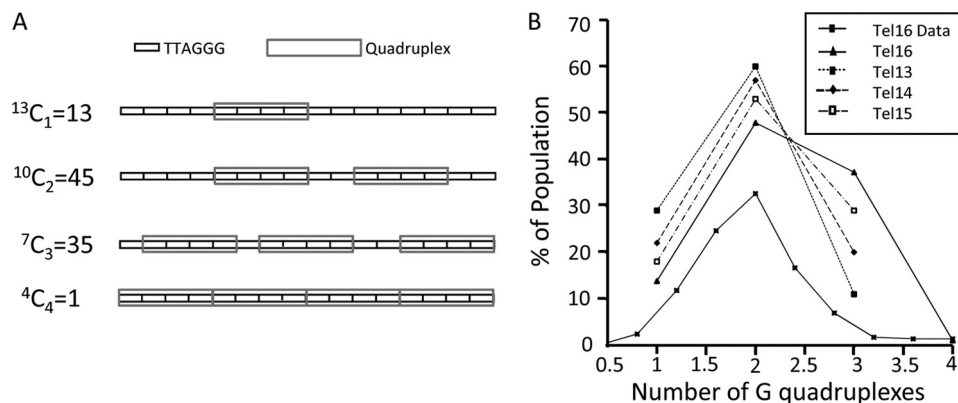 A
TTAGGG
Quadruplex
¹³C₁=13
¹⁰C₂=45
⁷C₃=35
⁴C₄=1
B
% of Population
70
60
50
40
30
20
10
0
0.5
1
1.5
2
2.5
3
3.5
4
Number of G quadruplexes
Tel16 Data
Tel16
Tel13
Tel14
Tel15